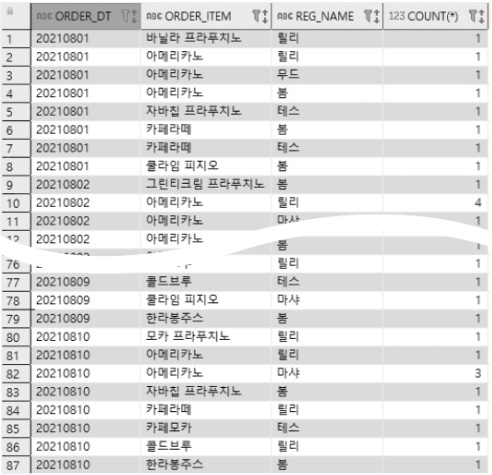 ABC ORDER_DT ABC ORDER_ITEM ABC REG_NAME 123 COUNT(*)
1 20210801 바닐라 프라푸치노 릴리 1
2 20210801 아메리카노 릴리 1
3 20210801 아메리카노 무드 1
4 20210801 아메리카노 봄 1
5 20210801 자바칩 프라푸치노 테스 1
6 20210801 카페라떼 봄 1
7 20210801 카페라떼 테스 1
8 20210801 쿨라임 피지오 봄 1
9 20210802 그린티크림 프라푸치노 봄 1
10 20210802 아메리카노 릴리 4
11 20210802 아메리카노 마샤 1
12 20210802 아메리카노 봄 1
76 릴리 1
77 20210809 콜드브루 테스 1
78 20210809 쿨라임 피지오 마샤 1
79 20210809 한라봉주스 봄 1
80 20210810 모카 프라푸치노 릴리 1
81 20210810 아메리카노 릴리 1
82 20210810 아메리카노 마샤 3
83 20210810 자바칩 프라푸치노 봄 1
84 20210810 카페라떼 릴리 1
85 20210810 카페모카 테스 1
86 20210810 콜드브루 릴리 1
87 20210810 한라봉주스 봄 1